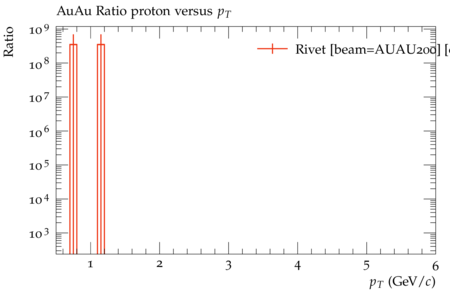 AuAu Ratio proton versus p_T
Ratio
Rivet [beam=AUAU200] [
10^9
10^8
10^7
10^6
10^5
10^4
10^3
1 2 3 4 5 6
p_T (GeV/c)